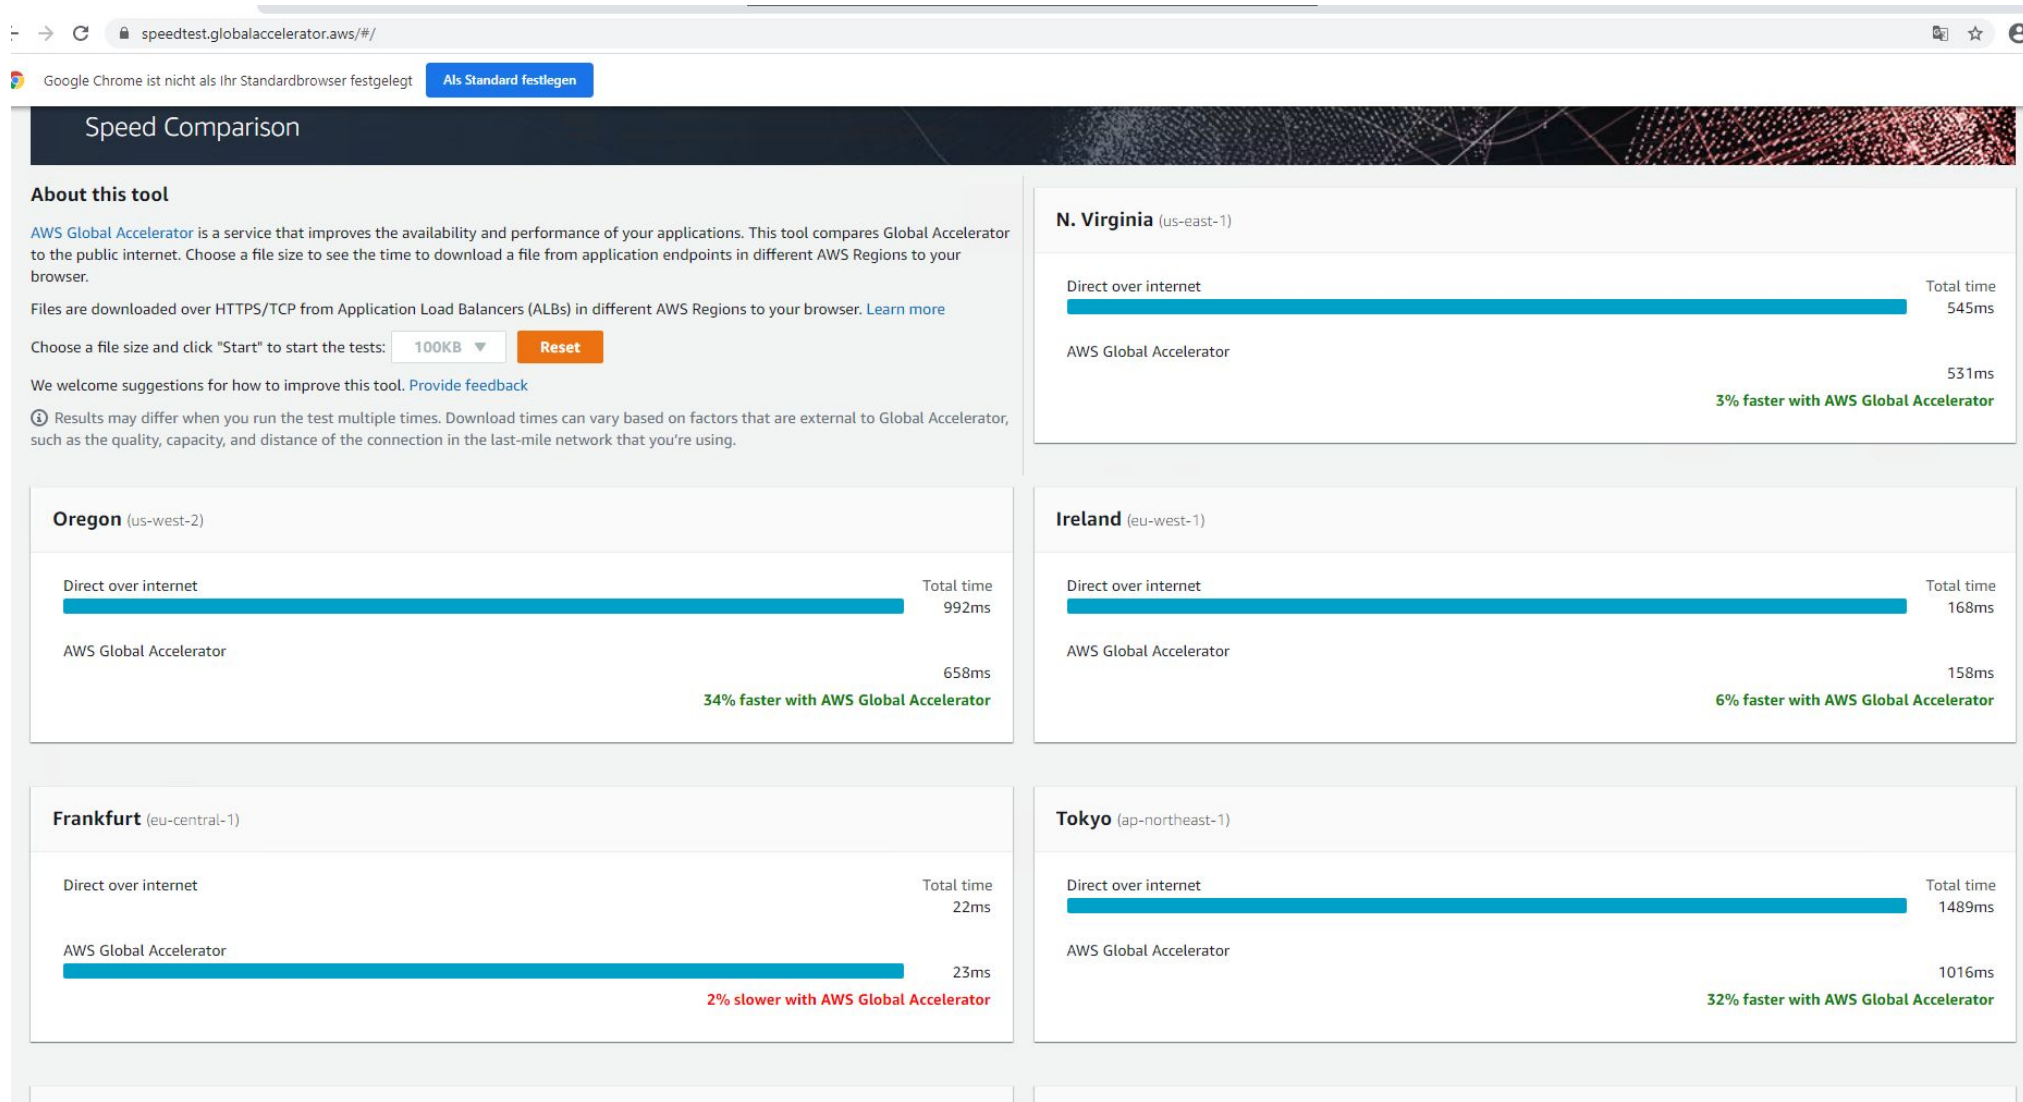 speedtest.globalaccelerator.aws/#/
Google Chrome ist nicht als Ihr Standardbrowser festgelegt
Als Standard festlegen
Speed Comparison
About this tool
AWS Global Accelerator is a service that improves the availability and performance of your applications. This tool compares Global Accelerator
to the public internet. Choose a file size to see the time to download a file from application endpoints in different AWS Regions to your
browser.
Files are downloaded over HTTPS/TCP from Application Load Balancers (ALBs) in different AWS Regions to your browser. Learn more
Choose a file size and click "Start" to start the tests: 100KB Reset
We welcome suggestions for how to improve this tool. Provide feedback
Results may differ when you run the test multiple times. Download times can vary based on factors that are external to Global Accelerator,
such as the quality, capacity, and distance of the connection in the last-mile network that you're using.
N. Virginia (us-east-1)
Direct over internet Total time
545ms
AWS Global Accelerator
531ms
3% faster with AWS Global Accelerator
Oregon (us-west-2)
Direct over internet Total time
992ms
AWS Global Accelerator
658ms
34% faster with AWS Global Accelerator
Ireland (eu-west-1)
Direct over internet Total time
168ms
AWS Global Accelerator
158ms
6% faster with AWS Global Accelerator
Frankfurt (eu-central-1)
Direct over internet Total time
22ms
AWS Global Accelerator
23ms
2% slower with AWS Global Accelerator
Tokyo (ap-northeast-1)
Direct over internet Total time
1489ms
AWS Global Accelerator
1016ms
32% faster with AWS Global Accelerator